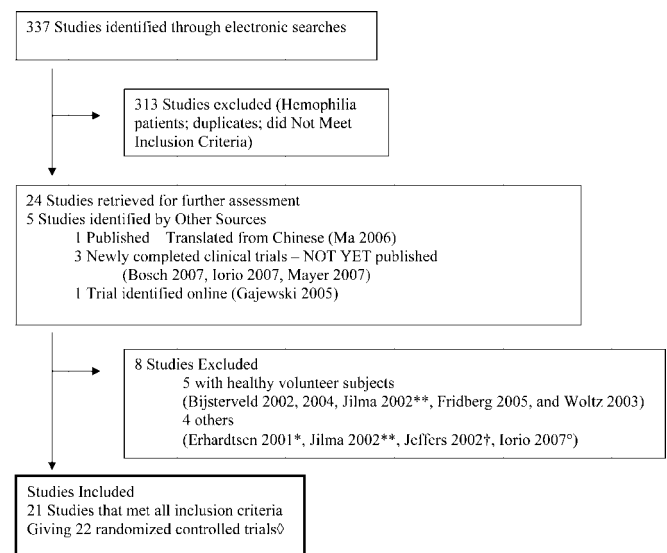 337 Studies identified through electronic searches
313 Studies excluded (Hemophilia
patients; duplicates; did Not Meet
Inclusion Criteria)
24 Studies retrieved for further assessment
5 Studies identified by Other Sources
1 Published Translated from Chinese (Ma 2006)
3 Newly completed clinical trials – NOT YET published
(Bosch 2007, Iorio 2007, Mayer 2007)
1 Trial identified online (Gajewski 2005)
8 Studies Excluded
5 with healthy volunteer subjects
(Bijsterveld 2002, 2004, Jilma 2002**, Fridberg 2005, and Woltz 2003)
4 others
(Erhardtsen 2001*, Jilma 2002**, Jeffers 2002†, Iorio 2007°)
Studies Included
21 Studies that met all inclusion criteria
Giving 22 randomized controlled trials◊